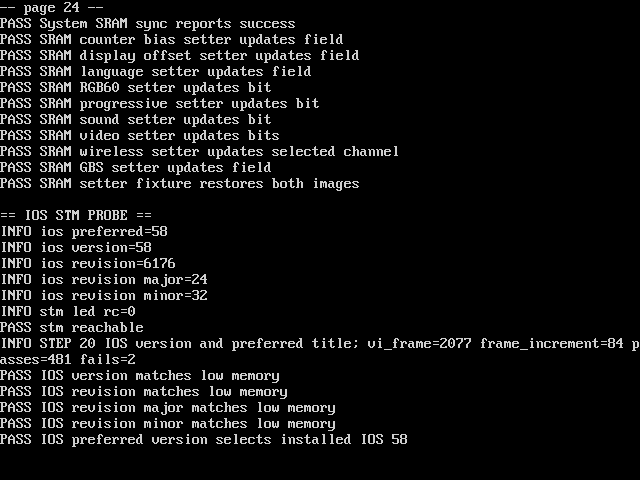 -- page 24 --
PASS System SRAM sync reports success
PASS SRAM counter bias setter updates field
PASS SRAM display offset setter updates field
PASS SRAM language setter updates field
PASS SRAM RGB60 setter updates bit
PASS SRAM progressive setter updates bit
PASS SRAM sound setter updates bit
PASS SRAM video setter updates bits
PASS SRAM wireless setter updates selected channel
PASS SRAM GBS setter updates field
PASS SRAM setter fixture restores both images
== IOS STM PROBE ==
INFO ios preferred=58
INFO ios version=58
INFO ios revision=6176
INFO ios revision major=24
INFO ios revision minor=32
INFO stm led rc=0
PASS stm reachable
INFO STEP 20 IOS version and preferred title; vi_frame=2077 frame_increment=84 p
asses=481 fails=2
PASS IOS version matches low memory
PASS IOS revision matches low memory
PASS IOS revision major matches low memory
PASS IOS revision minor matches low memory
PASS IOS preferred version selects installed IOS 58